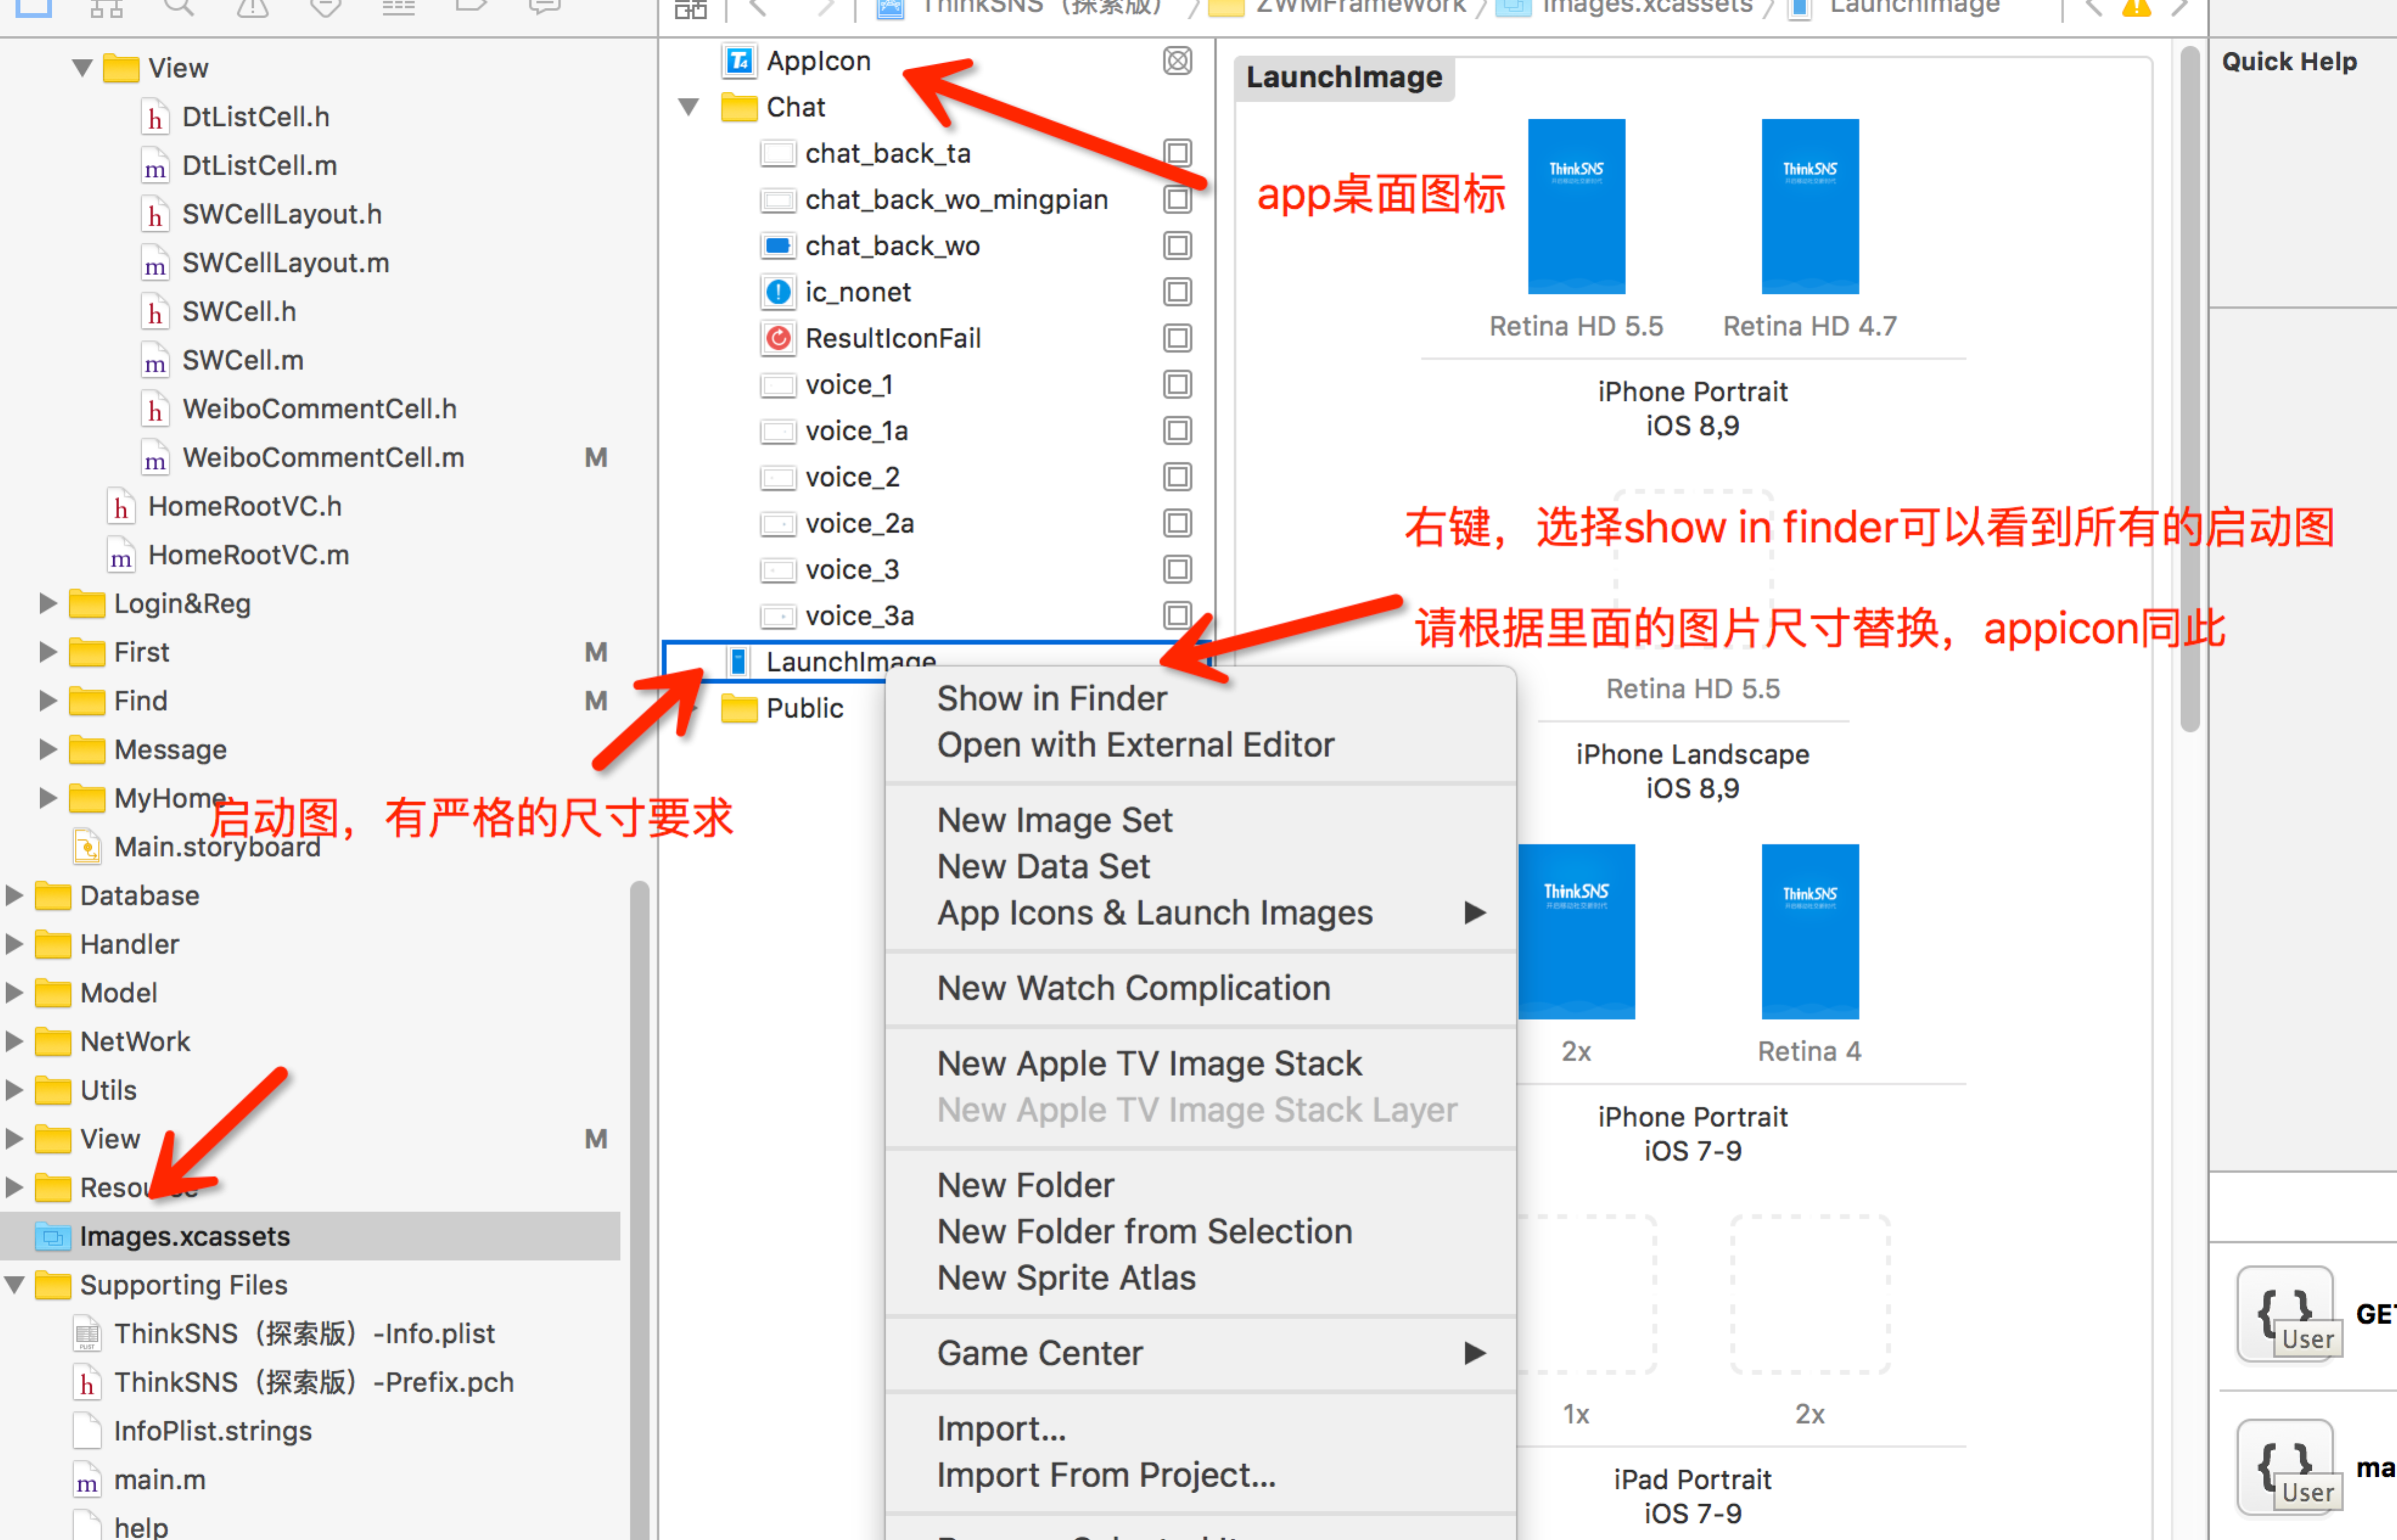 ThinkSNS（探索版） ZWMFrameWork Images.xcassets LaunchImage
View
DtListCell.h
DtListCell.m
SWCellLayout.h
SWCellLayout.m
SWCell.h
SWCell.m
WeiboCommentCell.h
WeiboCommentCell.m M
HomeRootVC.h
HomeRootVC.m
Login&Reg
First M
Find M
Message
MyHome
启动图，有严格的尺寸要求
Main.storyboard
Database
Handler
Model
NetWork
Utils
View M
Images.xcassets
Supporting Files
ThinkSNS（探索版）-Info.plist
ThinkSNS（探索版）-Prefix.pch
InfoPlist.strings
main.m
help
AppIcon
Chat
chat_back_ta
chat_back_wo_mingpian
chat_back_wo
ic_nonet
ResultIconFail
voice_1
voice_1a
voice_2
voice_2a
voice_3
voice_3a
LaunchImage
Public
Show in Finder
Open with External Editor
New Image Set
New Data Set
App Icons & Launch Images
New Watch Complication
New Apple TV Image Stack
New Apple TV Image Stack Layer
New Folder
New Folder from Selection
New Sprite Atlas
Game Center
Import...
Import From Project...
LaunchImage
app桌面图标
ThinkSNS ThinkSNS
Retina HD 5.5 Retina HD 4.7
iPhone Portrait
iOS 8,9
右键，选择show in finder可以看到所有的启动图
请根据里面的图片尺寸替换，appicon同此
Retina HD 5.5
iPhone Landscape
iOS 8,9
ThinkSNS ThinkSNS
2x Retina 4
iPhone Portrait
iOS 7-9
1x 2x
iPad Portrait
iOS 7-9
Quick Help
{ } GET
User
{ } ma
User